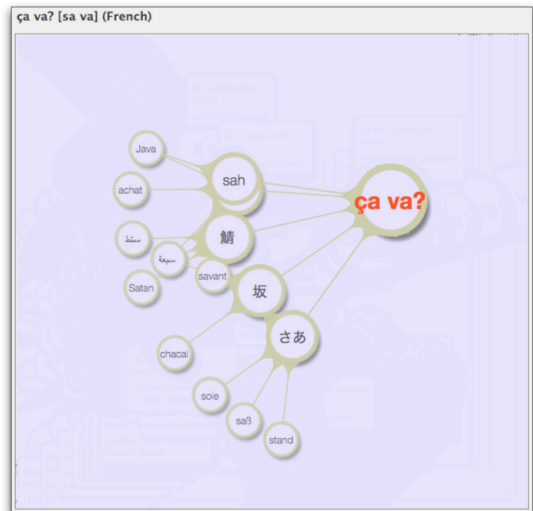 ça va? [sa va] (French)
Java
sah
achat
ça va?
鯖
سبعة
savant
Satan
坂
さあ
chacal
soie
saß
stand